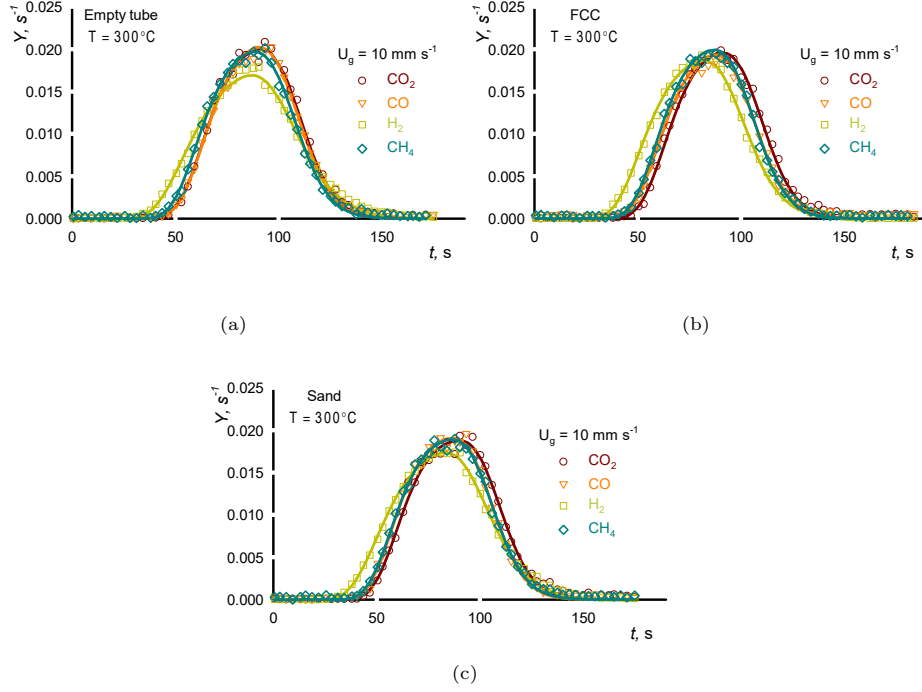 Y, s⁻¹
0.025
0.020
0.015
0.010
0.005
0.000
Empty tube
T = 300°C
U_g = 10 mm s⁻¹
CO₂
CO
H₂
CH₄
0 50 100 150
t, s
(a)
Y, s⁻¹
0.025
0.020
0.015
0.010
0.005
0.000
FCC
T = 300°C
U_g = 10 mm s⁻¹
CO₂
CO
H₂
CH₄
0 50 100 150
t, s
(b)
Y, s⁻¹
0.025
0.020
0.015
0.010
0.005
0.000
Sand
T = 300°C
U_g = 10 mm s⁻¹
CO₂
CO
H₂
CH₄
0 50 100 150
t, s
(c)